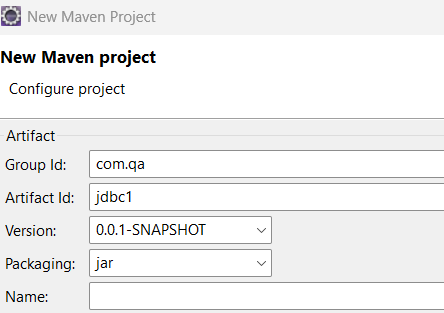 New Maven Project
New Maven project
Configure project
Artifact
Group Id: com.qa
Artifact Id: jdbc1
Version: 0.0.1-SNAPSHOT
Packaging: jar
Name: